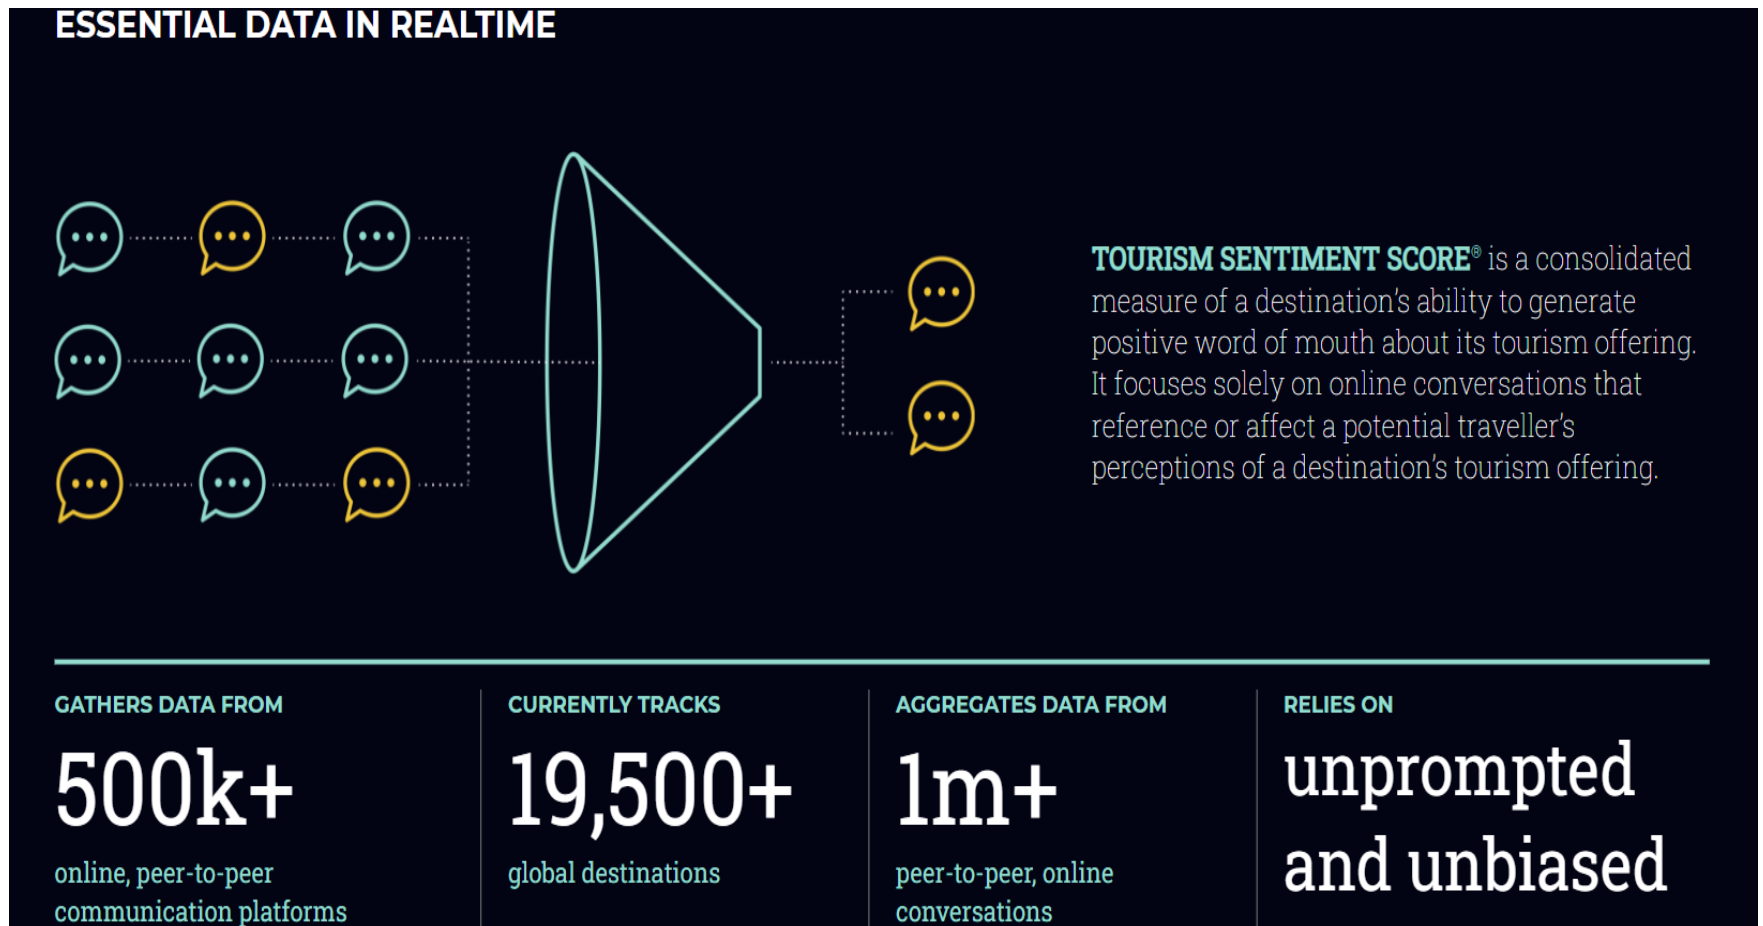 ESSENTIAL DATA IN REALTIME
TOURISM SENTIMENT SCORE® is a consolidated
measure of a destination's ability to generate
positive word of mouth about its tourism offering.
It focuses solely on online conversations that
reference or affect a potential traveller's
perceptions of a destination's tourism offering.
GATHERS DATA FROM
500k+
online, peer-to-peer
communication platforms
CURRENTLY TRACKS
19,500+
global destinations
AGGREGATES DATA FROM
1m+
peer-to-peer, online
conversations
RELIES ON
unprompted
and unbiased